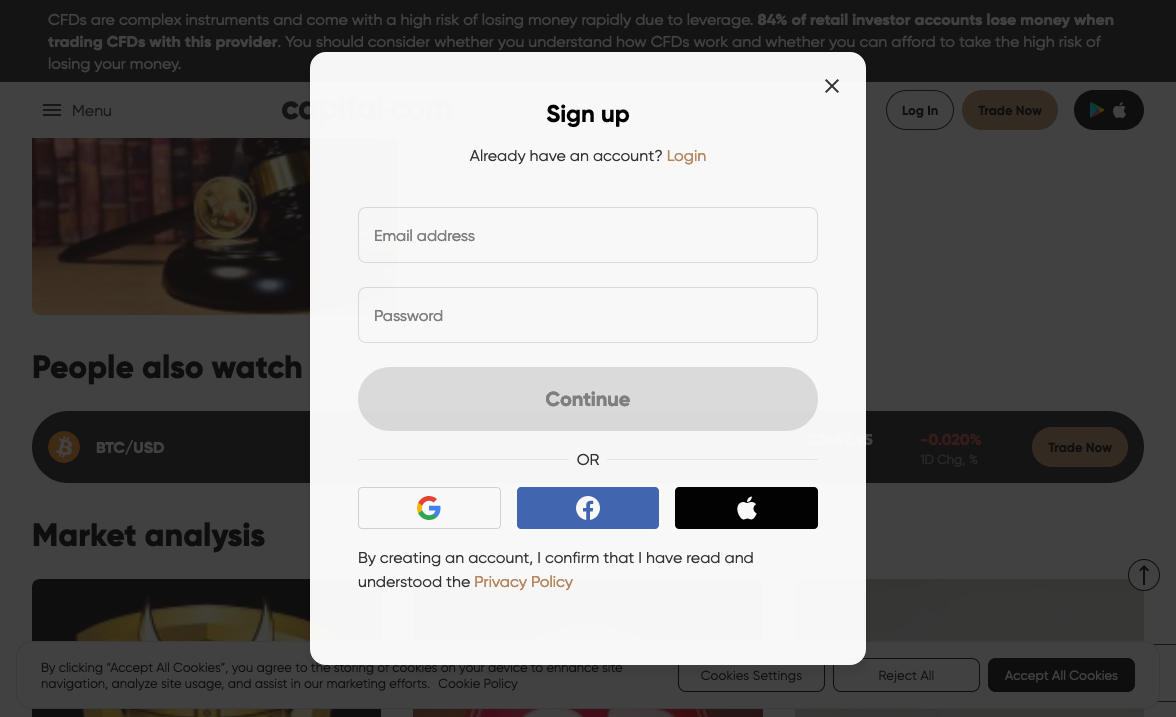 CFDs are complex instruments and come with a high risk of losing money rapidly due to leverage. 84% of retail investor accounts lose money when
trading CFDs with this provider. You should consider whether you understand how CFDs work and whether you can afford to take the high risk of
losing your money.
Menu
capital.com
Log In
Trade Now
Sign up
Already have an account? Login
Email address
Password
Continue
OR
By creating an account, I confirm that I have read and
understood the Privacy Policy
People also watch
BTC/USD
-0.020%
1D Chg, %
Trade Now
Market analysis
By clicking “Accept All Cookies”, you agree to the storing of cookies on your device to enhance site
navigation, analyze site usage, and assist in our marketing efforts. Cookie Policy
Cookies Settings
Reject All
Accept All Cookies